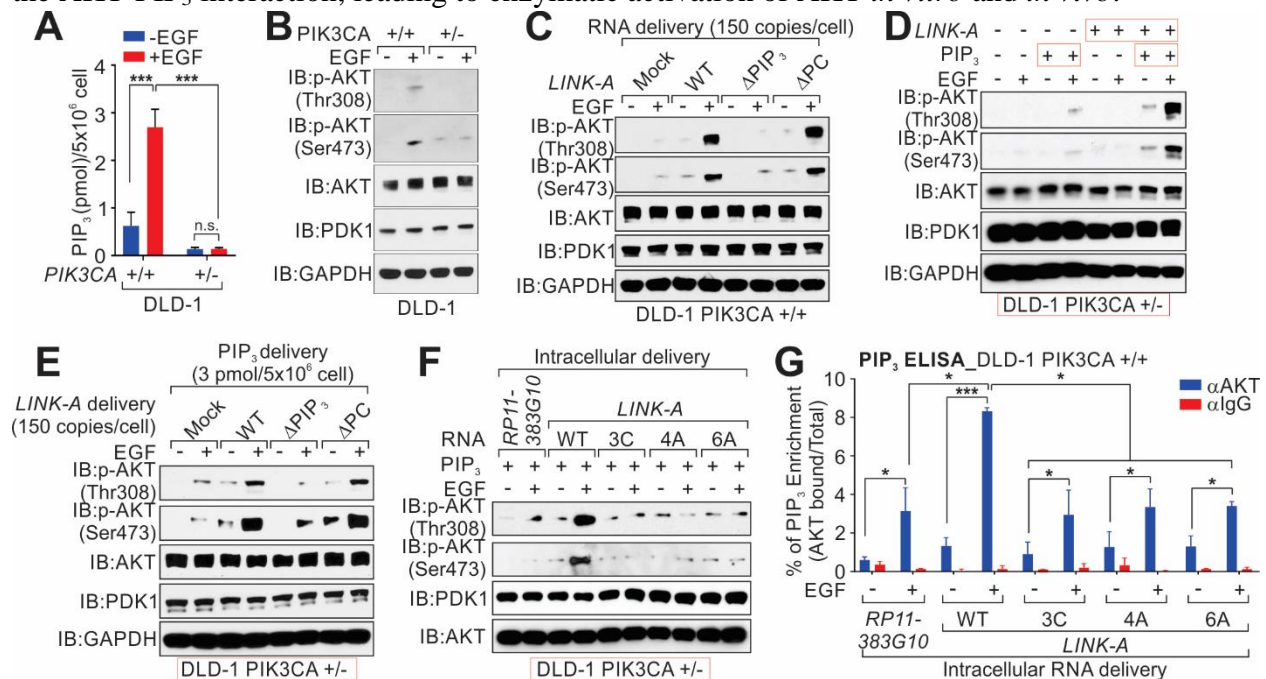 the AKT-PIP₃ interaction, leading to enzymatic activation of AKT in vitro and in vivo.
A
-EGF
+EGF
***
***
n.s.
PIP₃ (pmol)/5x10⁶ cell
4
3
2
1
0
PIK3CA +/+ +/-
DLD-1
B
PIK3CA +/+ +/-
EGF - + - +
IB:p-AKT
(Thr308)
IB:p-AKT
(Ser473)
IB:AKT
IB:PDK1
IB:GAPDH
DLD-1
C
RNA delivery (150 copies/cell)
LINK-A Mock WT ΔPIP₃ ΔPC
EGF - + - + - + - +
IB:p-AKT
(Thr308)
IB:p-AKT
(Ser473)
IB:AKT
IB:PDK1
IB:GAPDH
DLD-1 PIK3CA +/+
D
LINK-A - - - - + + + +
PIP₃ - - + + - - + +
EGF - + - + - + - +
IB:p-AKT
(Thr308)
IB:p-AKT
(Ser473)
IB:AKT
IB:PDK1
IB:GAPDH
DLD-1 PIK3CA +/-
E
PIP₃ delivery
(3 pmol/5x10⁶ cell)
LINK-A delivery
(150 copies/cell)
Mock WT ΔPIP₃ ΔPC
EGF - + - + - + - +
IB:p-AKT
(Thr308)
IB:p-AKT
(Ser473)
IB:AKT
IB:PDK1
IB:GAPDH
DLD-1 PIK3CA +/-
F
Intracellular delivery
RP11-
383G10
LINK-A
RNA WT 3C 4A 6A
PIP₃ + + + + + + + + + +
EGF - + - + - + - + - +
IB:p-AKT
(Thr308)
IB:p-AKT
(Ser473)
IB:PDK1
IB:AKT
DLD-1 PIK3CA +/-
G
PIP₃ ELISA_DLD-1 PIK3CA +/+
αAKT
αIgG
* *
***
* * * *
% of PIP₃ Enrichment
(AKT bound/Total)
10
8
6
4
2
0
EGF - + - + - + - + - +
RP11-
383G10
WT 3C 4A 6A
LINK-A
Intracellular RNA delivery